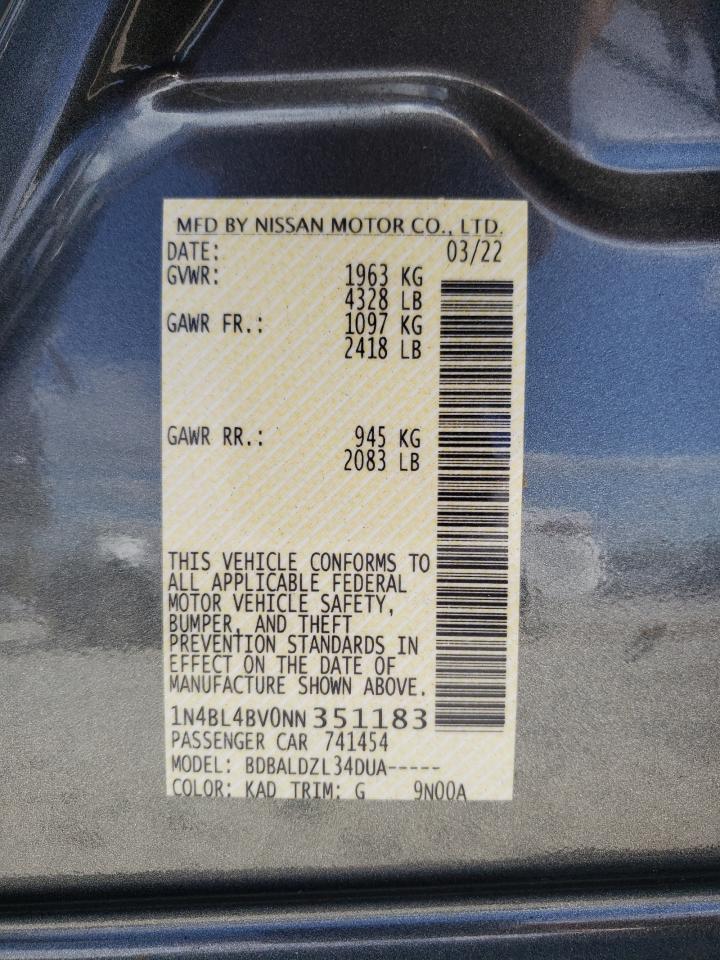 MFD BY NISSAN MOTOR CO., LTD.
DATE: 03/22
GVWR: 1963 KG
4328 LB
GAWR FR.: 1097 KG
2418 LB
GAWR RR.: 945 KG
2083 LB
THIS VEHICLE CONFORMS TO
ALL APPLICABLE FEDERAL
MOTOR VEHICLE SAFETY,
BUMPER, AND THEFT
PREVENTION STANDARDS IN
EFFECT ON THE DATE OF
MANUFACTURE SHOWN ABOVE.
1N4BL4BV0NN351183
PASSENGER CAR 741454
MODEL: BDBALDZL34DUA-----
COLOR: KAD TRIM: G 9N00A